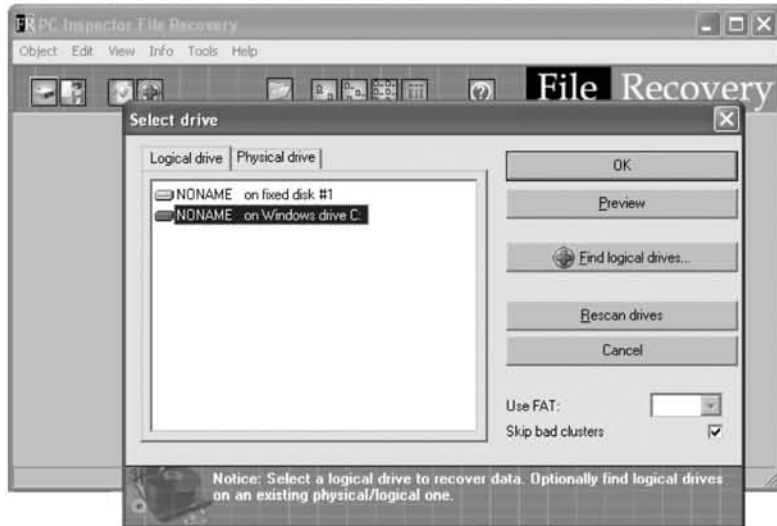 FR PC Inspector File Recovery
Object Edit View Info Tools Help
File Recovery
Select drive
Logical drive Physical drive
NONAME on fixed disk #1
NONAME on Windows drive C:
OK
Preview
Find logical drives...
Rescan drives
Cancel
Use FAT:
Skip bad clusters
Notice: Select a logical drive to recover data. Optionally find logical drives
on an existing physical/logical one.